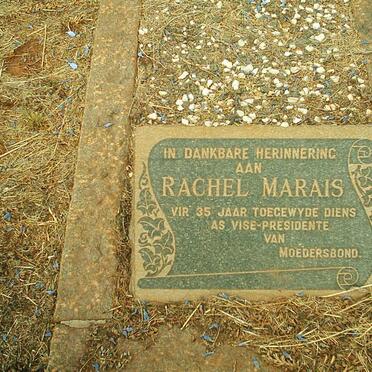 IN DANKBARE HERINNERING
AAN
RACHEL MARAIS
VIR 35 JAAR TOEGEWYDE DIENS
AS VISE-PRESIDENTE
VAN
MOEDERSBOND.